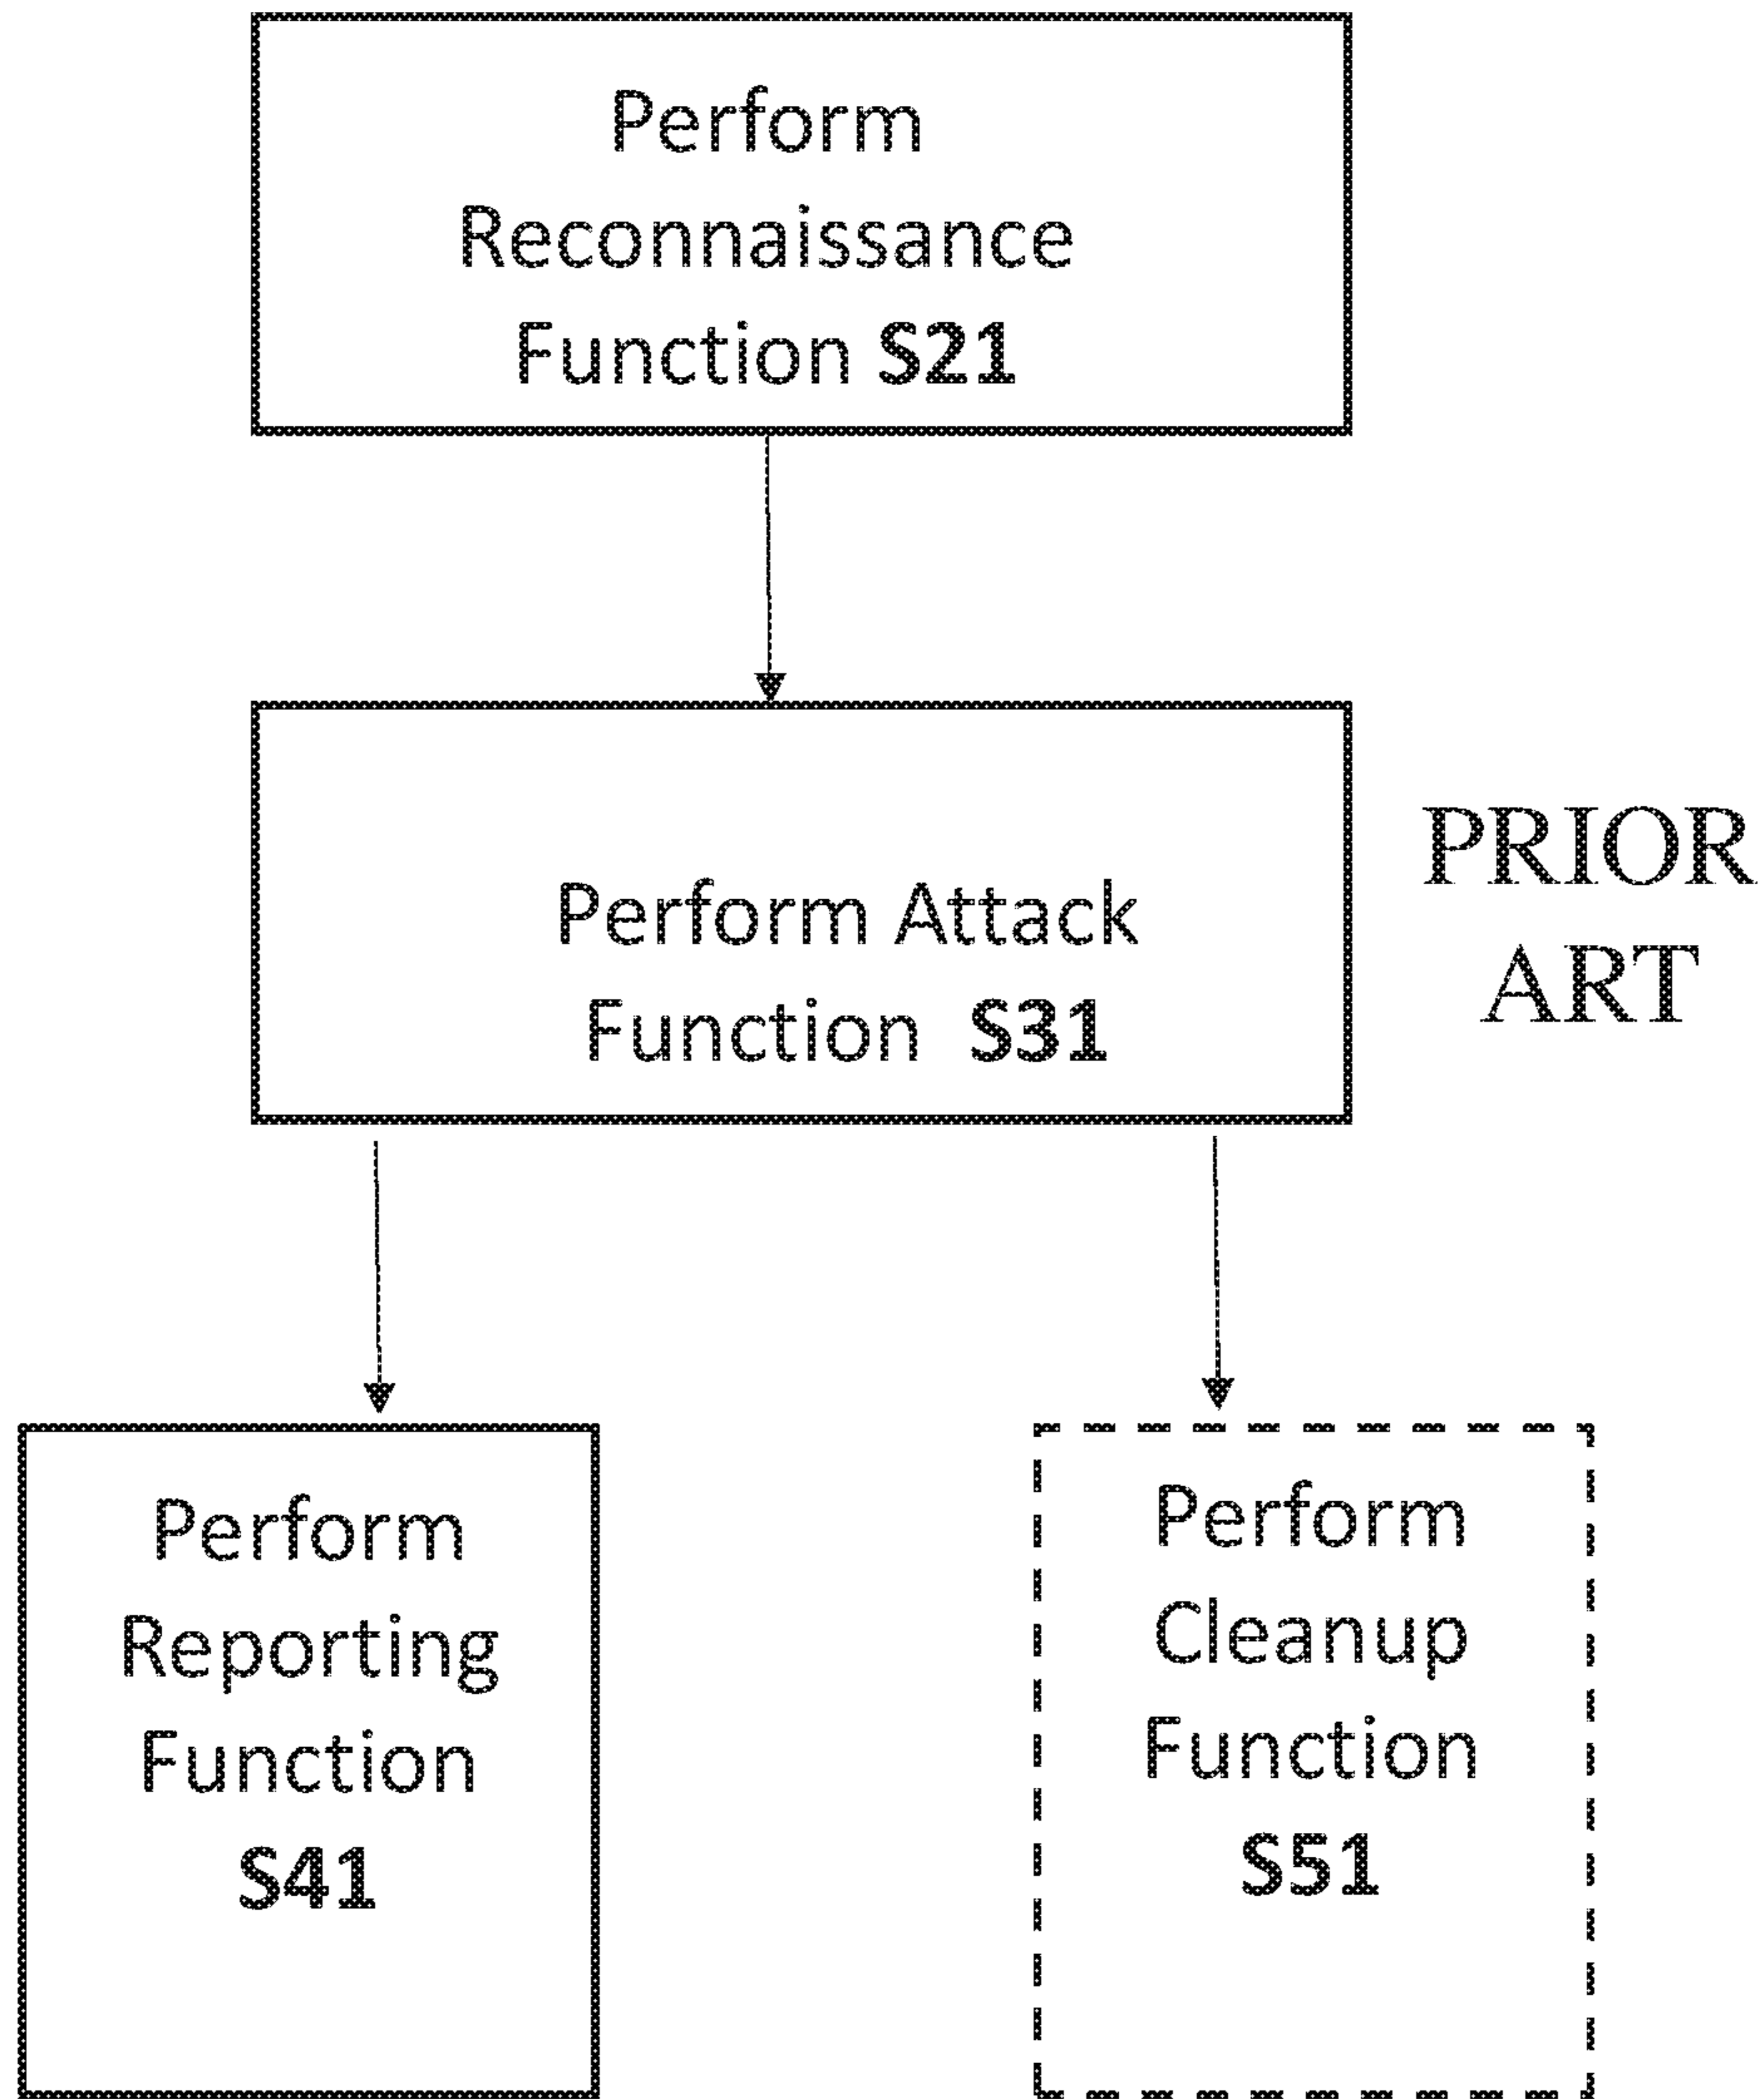 Perform
Reconnaissance
Function S21
Perform Attack
Function S31
PRIOR
ART
Perform
Reporting
Function
S41
Perform
Cleanup
Function
S51